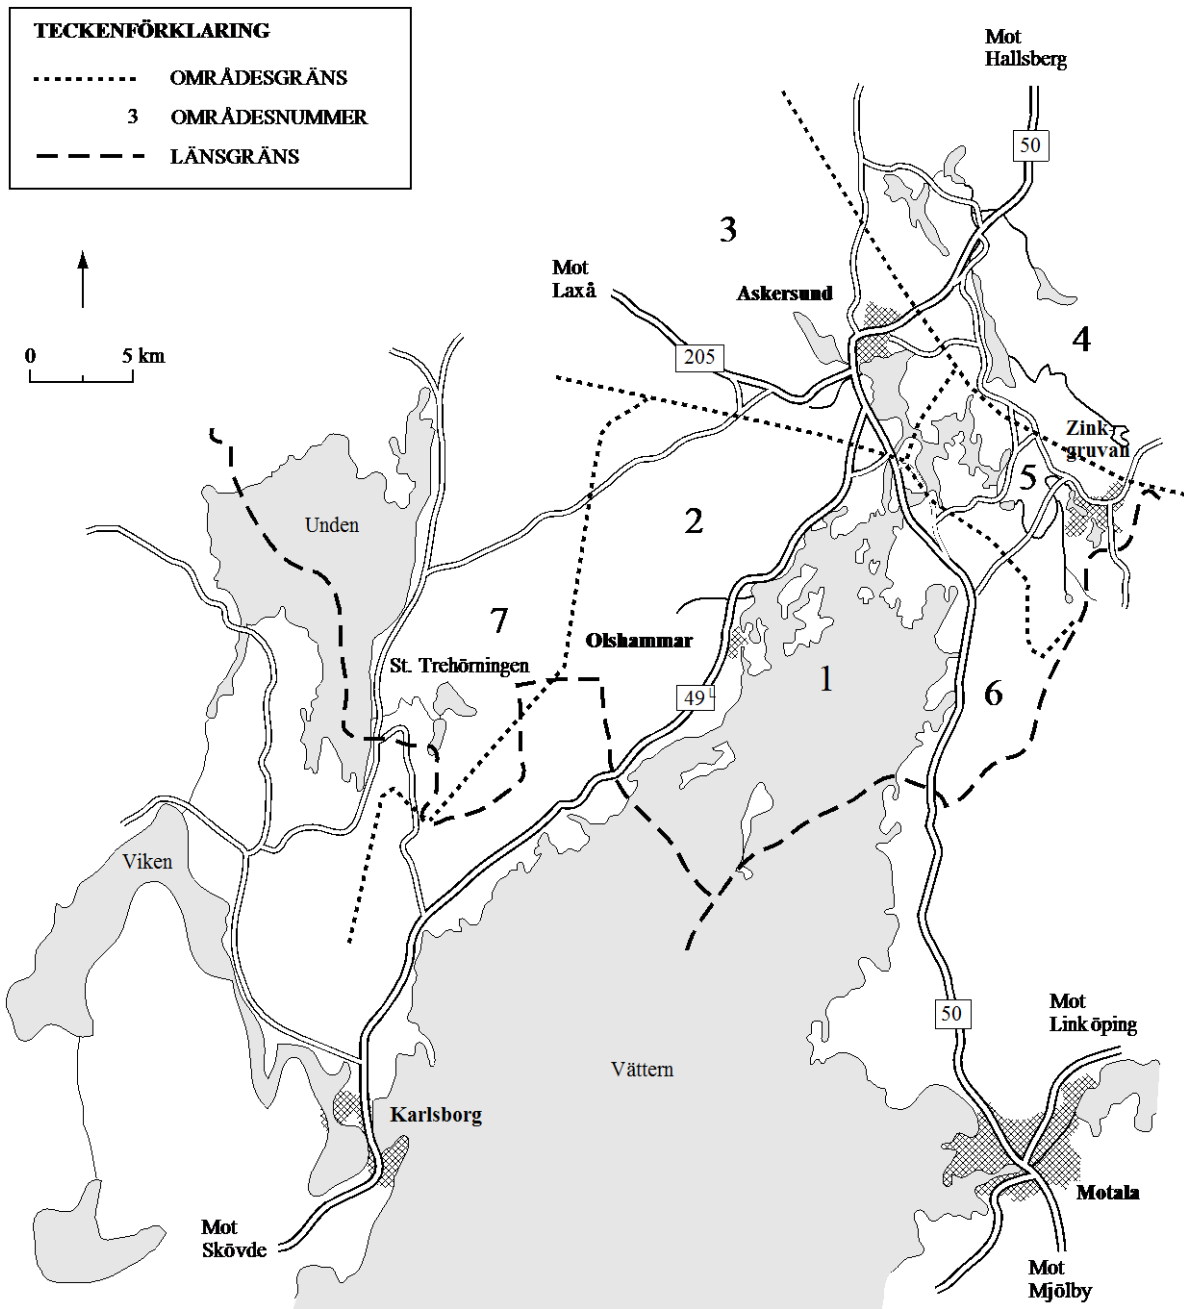 TECKENFÖRKLARING
OMRÅDESGRÄNS
3 OMRÅDESNUMMER
LÄNSGRÄNS
Mot
Hallsberg
50
3
Mot
Laxå
Askersund
0 5 km
205
4
Zink-
gruvan
5
Unden
2
7
Olshammar
St. Trehörningen
1
6
49
Viken
50
Mot
Link öping
Vättern
Karlsborg
Motala
Mot
Skövde
Mot
Mjölby